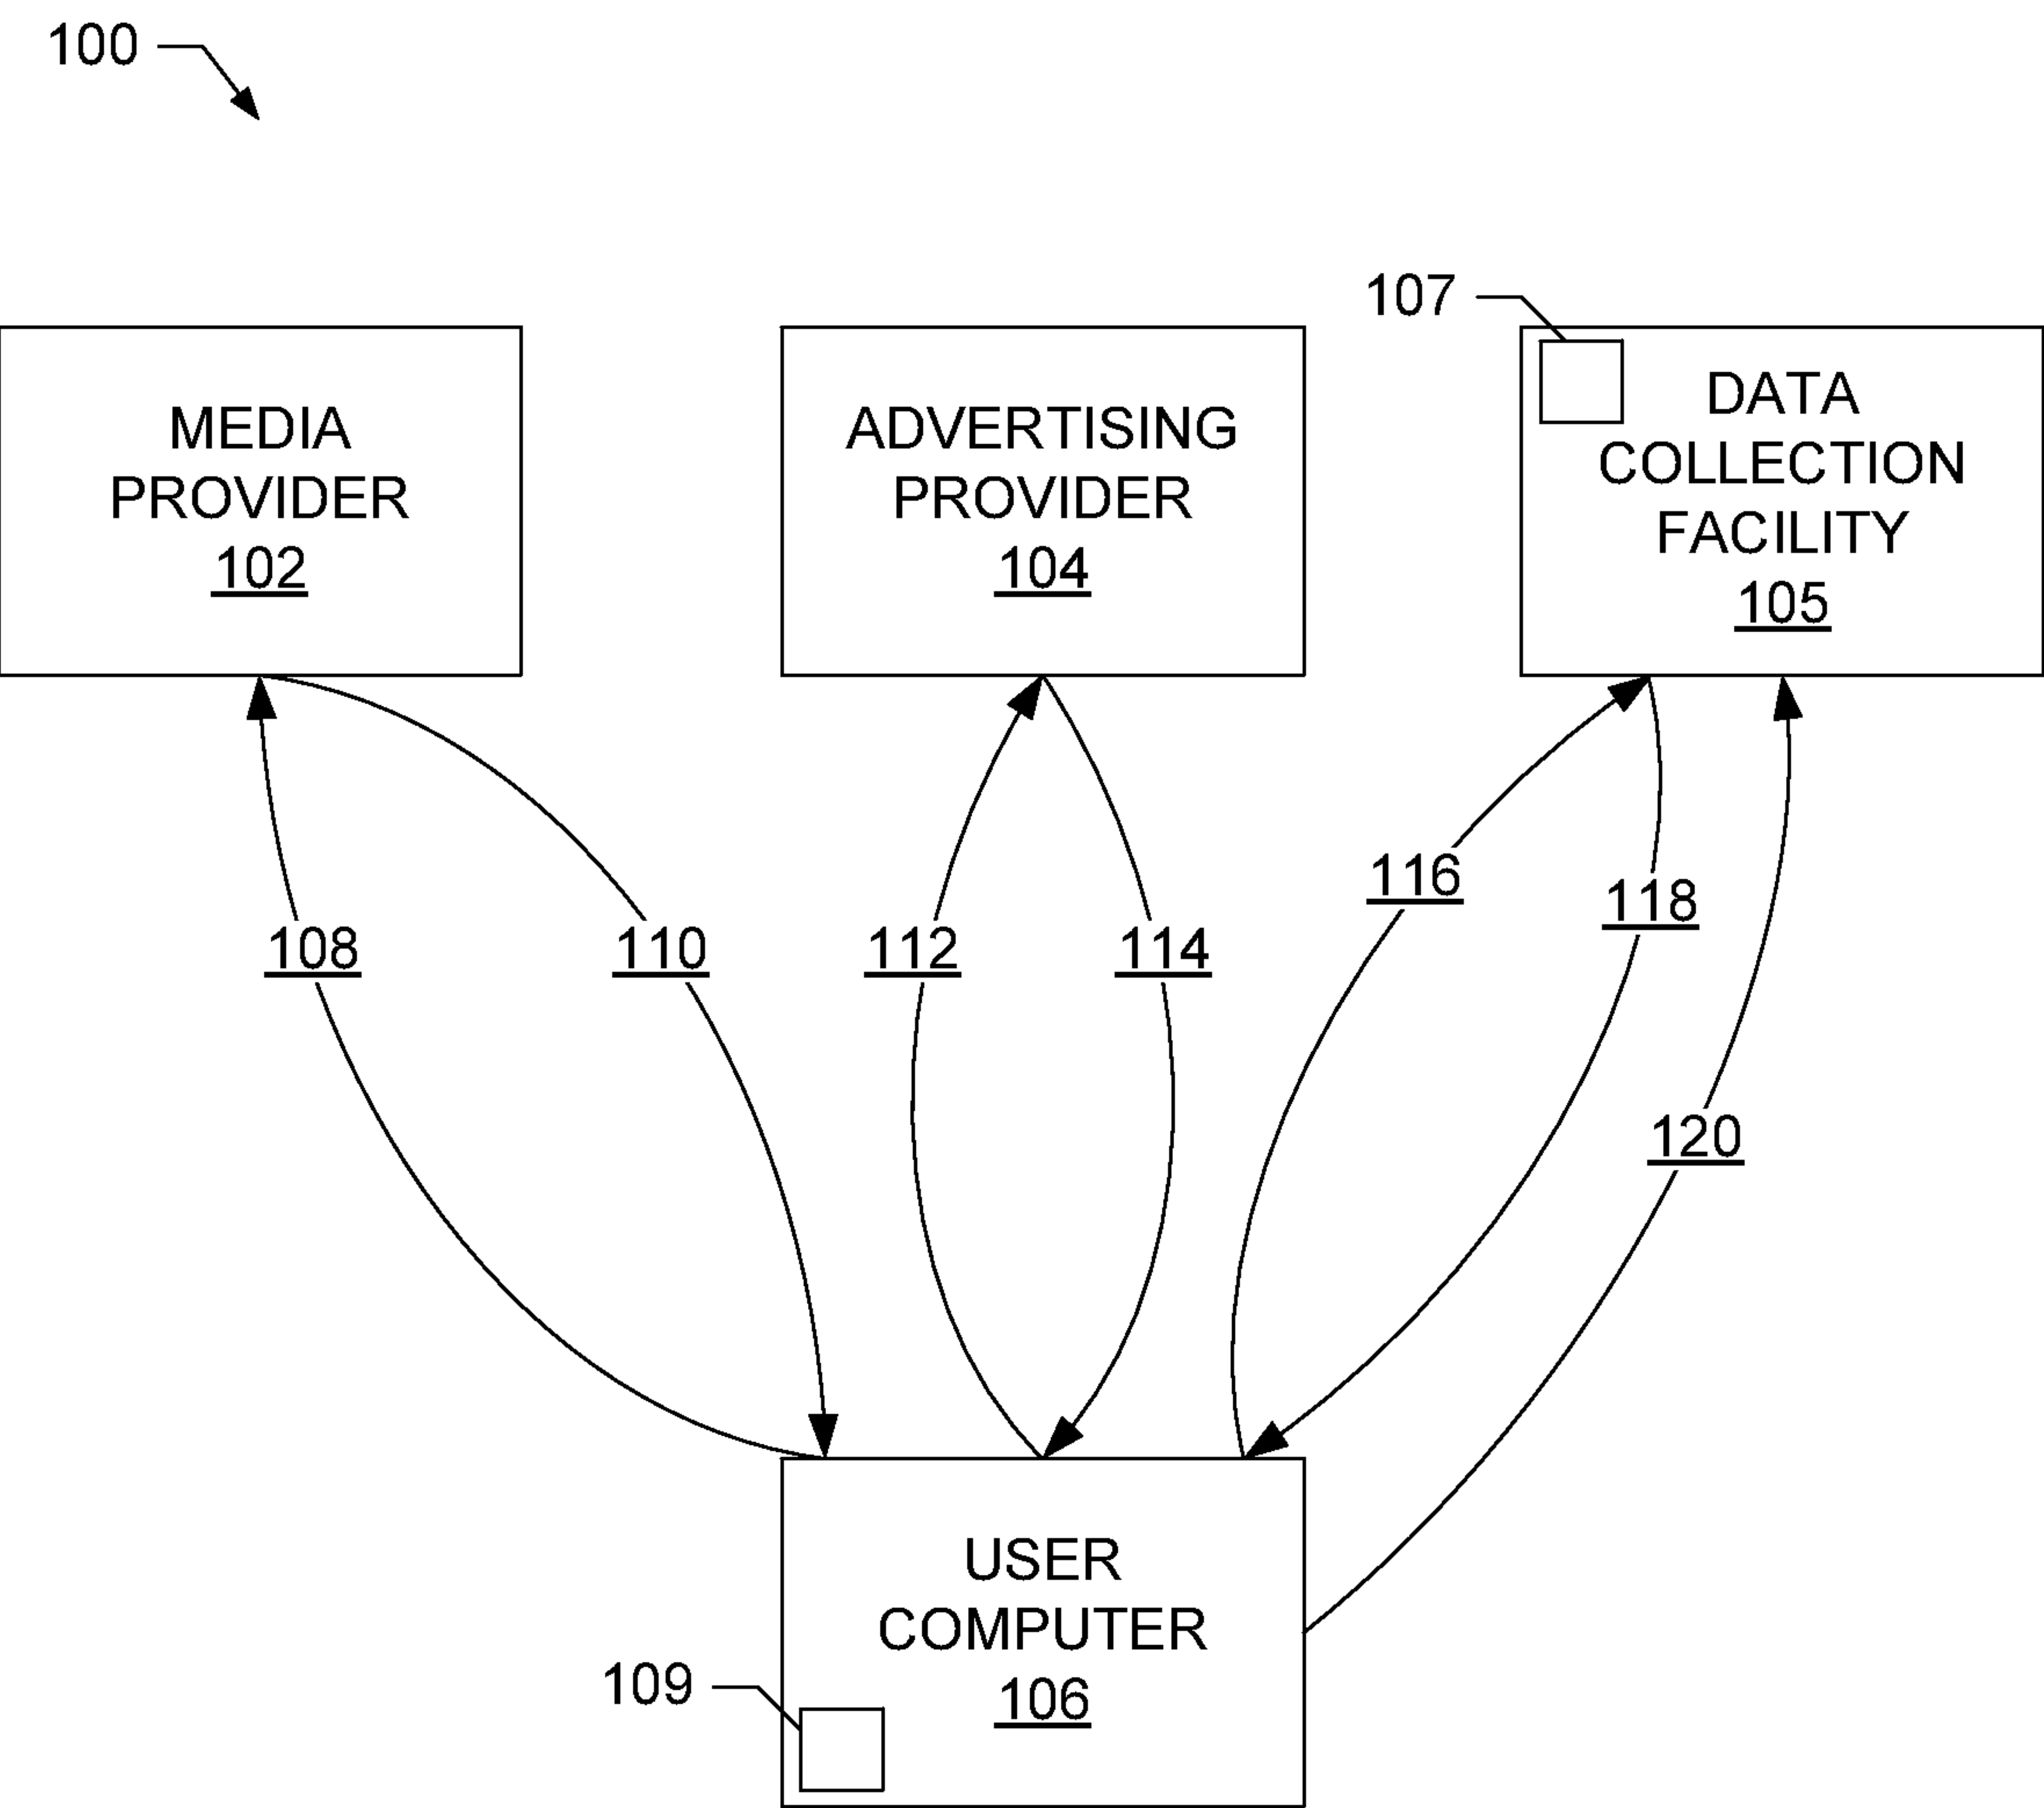 100
107
MEDIA
PROVIDER
102
ADVERTISING
PROVIDER
104
DATA
COLLECTION
FACILITY
105
108
110
112
114
116
118
120
USER
COMPUTER
106
109